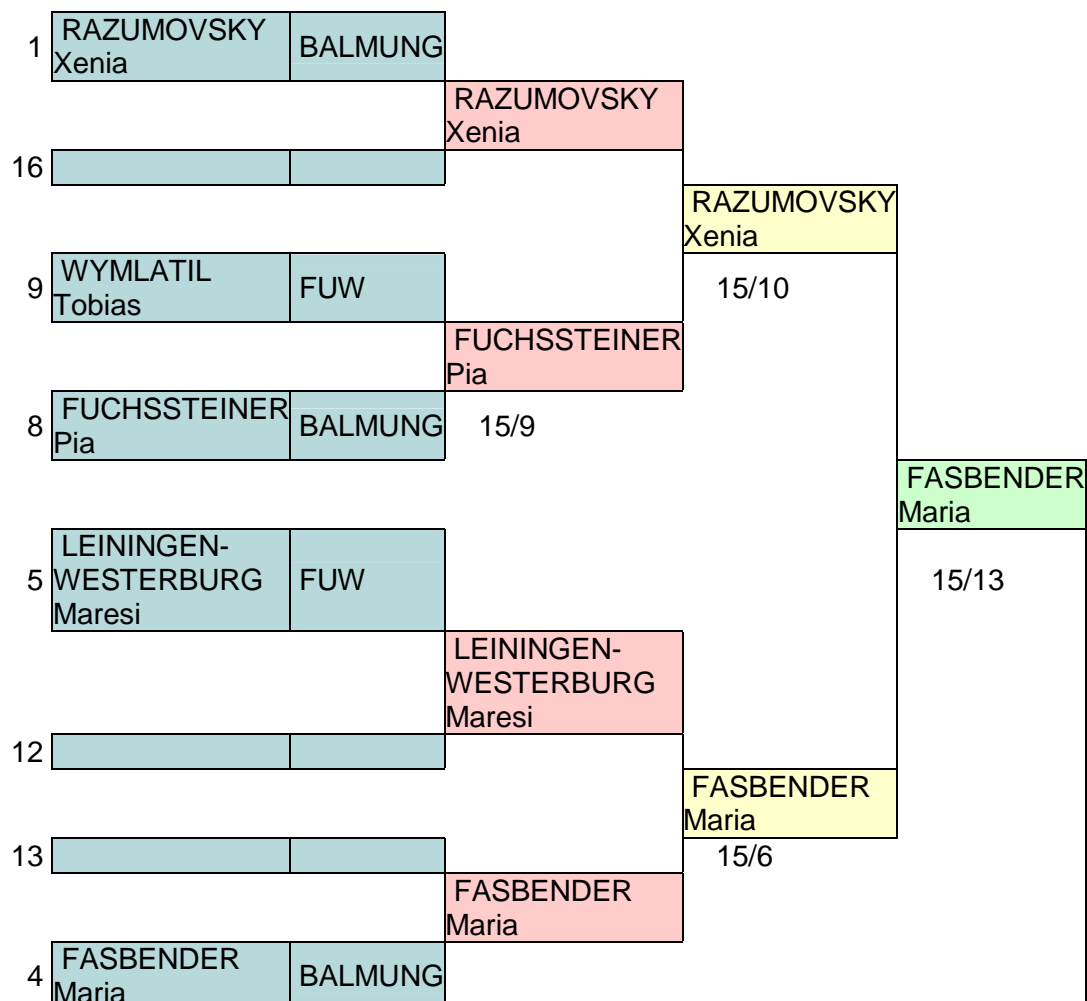 RAZUMOVSKY
1
BALMUNG
Xenia
RAZUMOVSKY
Xenia
16
RAZUMOVSKY
Xenia
WYMLATIL
9
FUW
15/10
Tobias
FUCHSSTEINER
Pia
FUCHSSTEINER
8
BALMUNG
15/9
Pia
FASBENDER
Maria
LEININGEN-
5
WESTERBURG
FUW
15/13
Maresi
LEININGEN-
WESTERBURG
Maresi
12
FASBENDER
Maria
13
15/6
FASBENDER
Maria
FASBENDER
4
BALMUNG
Maria